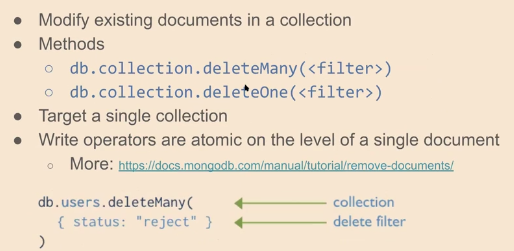 ● Modify existing documents in a collection
● Methods
○ db.collection.deleteMany(<filter>)
○ db.collection.deleteOne(<filter>)
● Target a single collection
● Write operators are atomic on the level of a single document
○ More: https://docs.mongodb.com/manual/tutorial/remove-documents/
db.users.deleteMany( collection
{ status: "reject" } delete filter
)